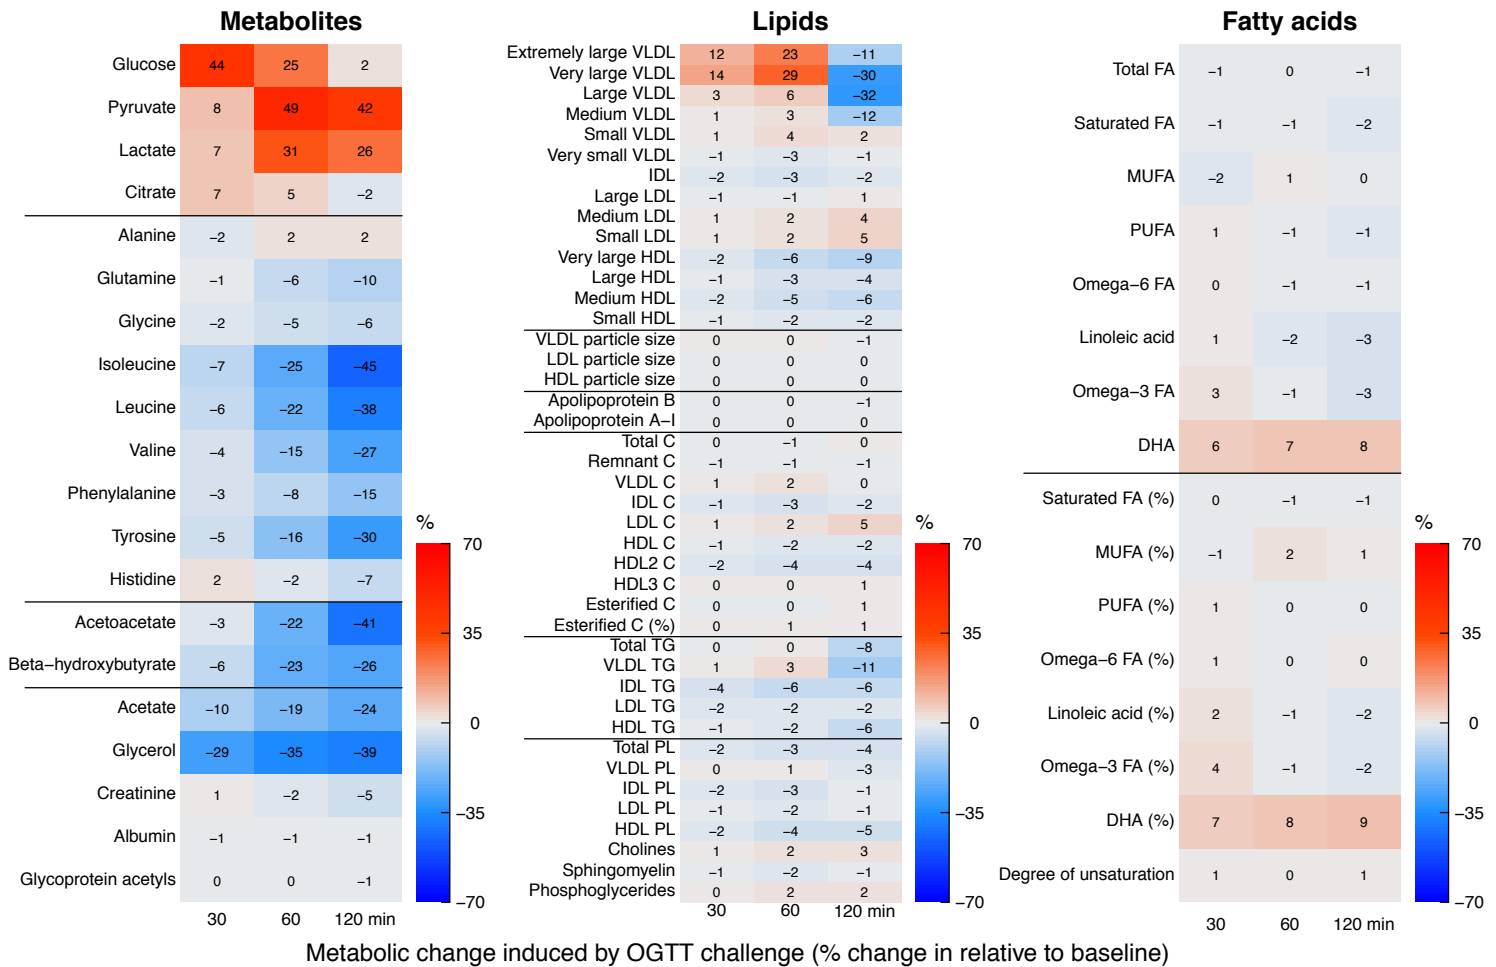 Metabolites
Glucose 44 25 2
Pyruvate 8 49 42
Lactate 7 31 26
Citrate 7 5 −2
Alanine −2 2 2
Glutamine −1 −6 −10
Glycine −2 −5 −6
Isoleucine −7 −25 −45
Leucine −6 −22 −38
Valine −4 −15 −27
Phenylalanine −3 −8 −15
Tyrosine −5 −16 −30
Histidine 2 −2 −7
Acetoacetate −3 −22 −41
Beta−hydroxybutyrate −6 −23 −26
Acetate −10 −19 −24
Glycerol −29 −35 −39
Creatinine 1 −2 −5
Albumin −1 −1 −1
Glycoprotein acetyls 0 0 −1
30 60 120 min
%
70
35
0
−35
−70
Lipids
Extremely large VLDL 12 23 −11
Very large VLDL 14 29 −30
Large VLDL 3 6 −32
Medium VLDL 1 3 −12
Small VLDL 1 4 2
Very small VLDL −1 −3 −1
IDL −2 −3 −2
Large LDL −1 −1 1
Medium LDL 1 2 4
Small LDL 1 2 5
Very large HDL −2 −6 −9
Large HDL −1 −3 −4
Medium HDL −2 −5 −6
Small HDL −1 −2 −2
VLDL particle size 0 0 −1
LDL particle size 0 0 0
HDL particle size 0 0 0
Apolipoprotein B 0 0 −1
Apolipoprotein A−I 0 0 0
Total C 0 −1 0
Remnant C −1 −1 −1
VLDL C 1 2 0
IDL C −1 −3 −2
LDL C 1 2 5
HDL C −1 −2 −2
HDL2 C −2 −4 −4
HDL3 C 0 0 1
Esterified C 0 0 1
Esterified C (%) 0 1 1
Total TG 0 0 −8
VLDL TG 1 3 −11
IDL TG −4 −6 −6
LDL TG −2 −2 −2
HDL TG −1 −2 −6
Total PL −2 −3 −4
VLDL PL 0 1 −3
IDL PL −2 −3 −1
LDL PL −1 −2 −1
HDL PL −2 −4 −5
Cholines 1 2 3
Sphingomyelin −1 −2 −1
Phosphoglycerides 0 2 2
30 60 120 min
%
70
35
0
−35
−70
Fatty acids
Total FA −1 0 −1
Saturated FA −1 −1 −2
MUFA −2 1 0
PUFA 1 −1 −1
Omega−6 FA 0 −1 −1
Linoleic acid 1 −2 −3
Omega−3 FA 3 −1 −3
DHA 6 7 8
Saturated FA (%) 0 −1 −1
MUFA (%) −1 2 1
PUFA (%) 1 0 0
Omega−6 FA (%) 1 0 0
Linoleic acid (%) 2 −1 −2
Omega−3 FA (%) 4 −1 −2
DHA (%) 7 8 9
Degree of unsaturation 1 0 1
30 60 120 min
%
70
35
0
−35
−70
Metabolic change induced by OGTT challenge (% change in relative to baseline)